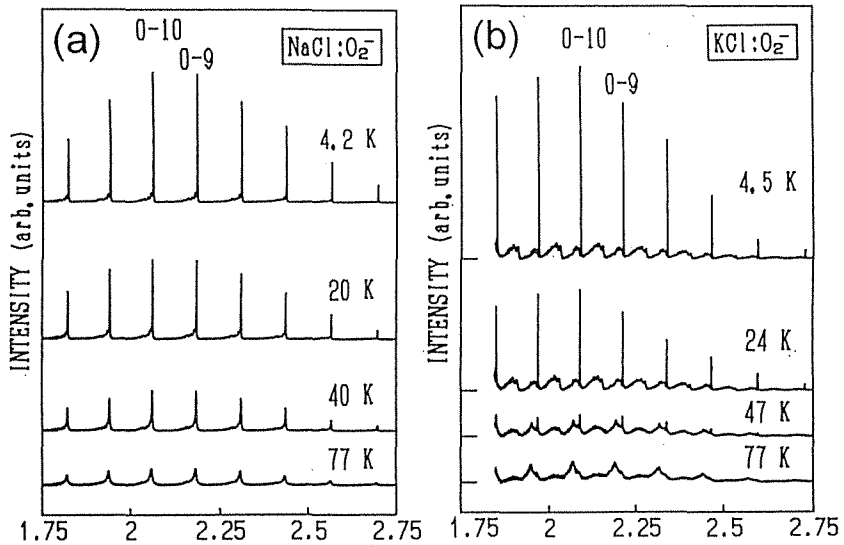 (a)
0-10
0-9
NaCl:O₂⁻
4.2 K
20 K
40 K
77 K
INTENSITY (arb. units)
1.75 2 2.25 2.5 2.75
(b)
0-10
0-9
KCl:O₂⁻
4.5 K
24 K
47 K
77 K
INTENSITY (arb. units)
1.75 2 2.25 2.5 2.75